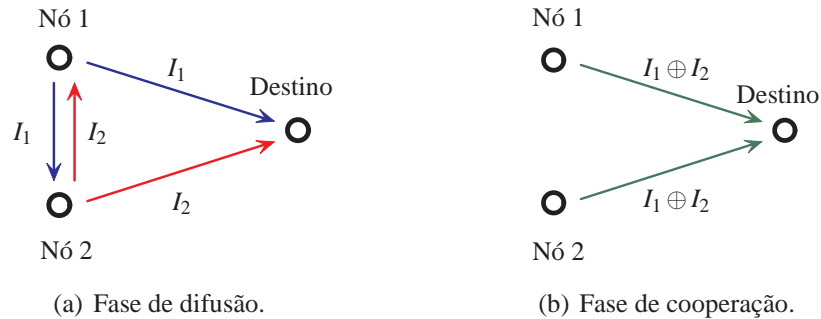 Nó 1
I1
Destino
I1
I2
I2
Nó 2
(a) Fase de difusão.
Nó 1
I1 ⊕ I2
Destino
I1 ⊕ I2
Nó 2
(b) Fase de cooperação.